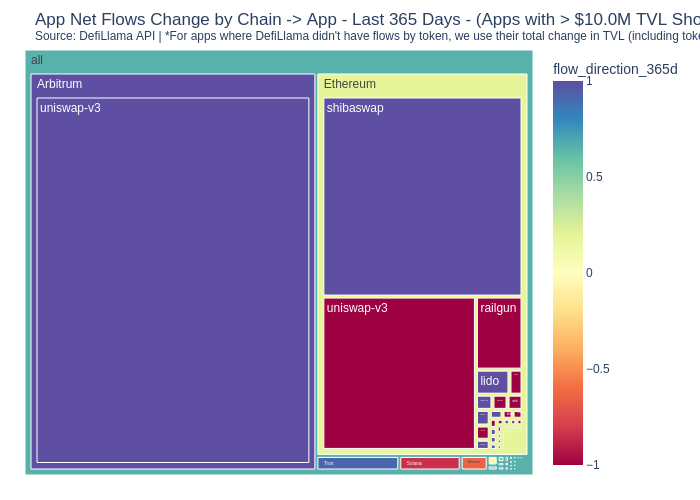 App Net Flows Change by Chain -> App - Last 365 Days - (Apps with > $10.0M TVL Sho
Source: DefiLlama API | *For apps where DefiLlama didn't have flows by token, we use their total change in TVL (including toke
all
Arbitrum
uniswap-v3
Ethereum
shibaswap
uniswap-v3
railgun
lido
Tron
Solana
flow_direction_365d
1
0.5
0
−0.5
−1